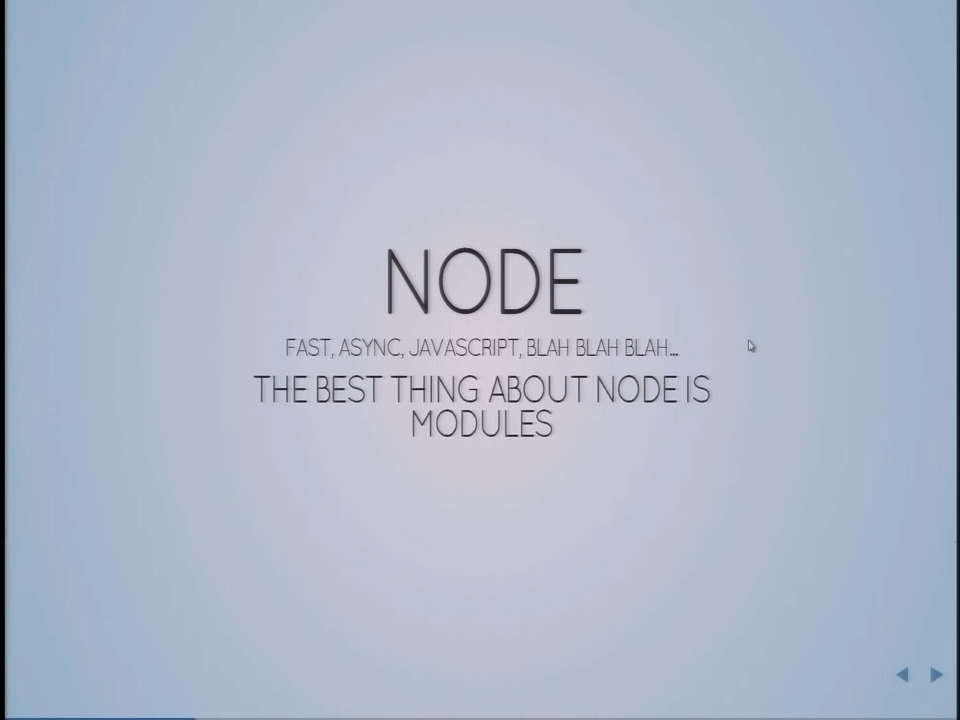 NODE
FAST, ASYNC, JAVASCRIPT, BLAH BLAH BLAH...
THE BEST THING ABOUT NODE IS
MODULES